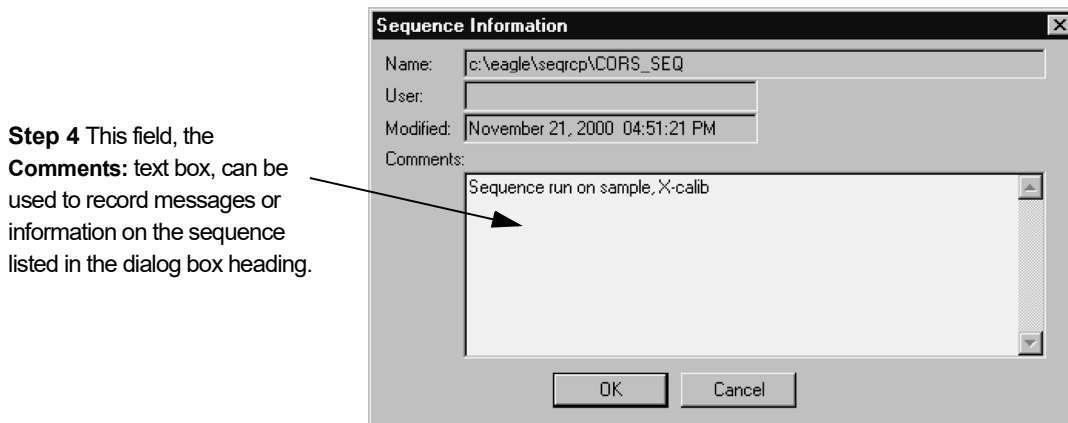 Step 4 This field, the
Comments: text box, can be
used to record messages or
information on the sequence
listed in the dialog box heading.
Sequence Information
Name: c:\eagle\seqrcp\CORS_SEQ
User:
Modified: November 21, 2000 04:51:21 PM
Comments:
Sequence run on sample, X-calib
OK Cancel